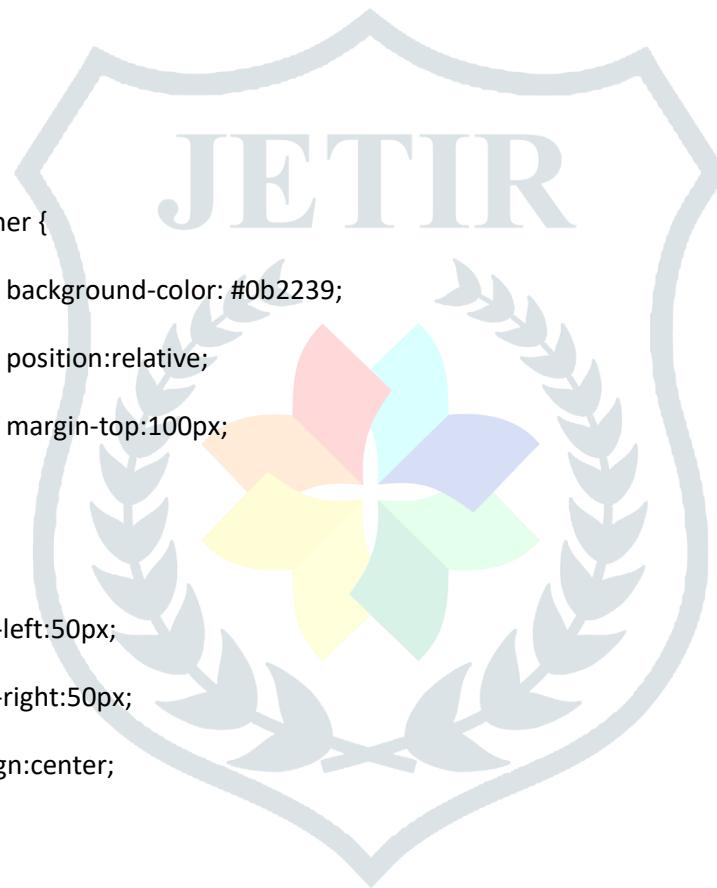 JETIR
ner {
background-color: #0b2239;
position:relative;
margin-top:100px;
-left:50px;
-right:50px;
gn:center;